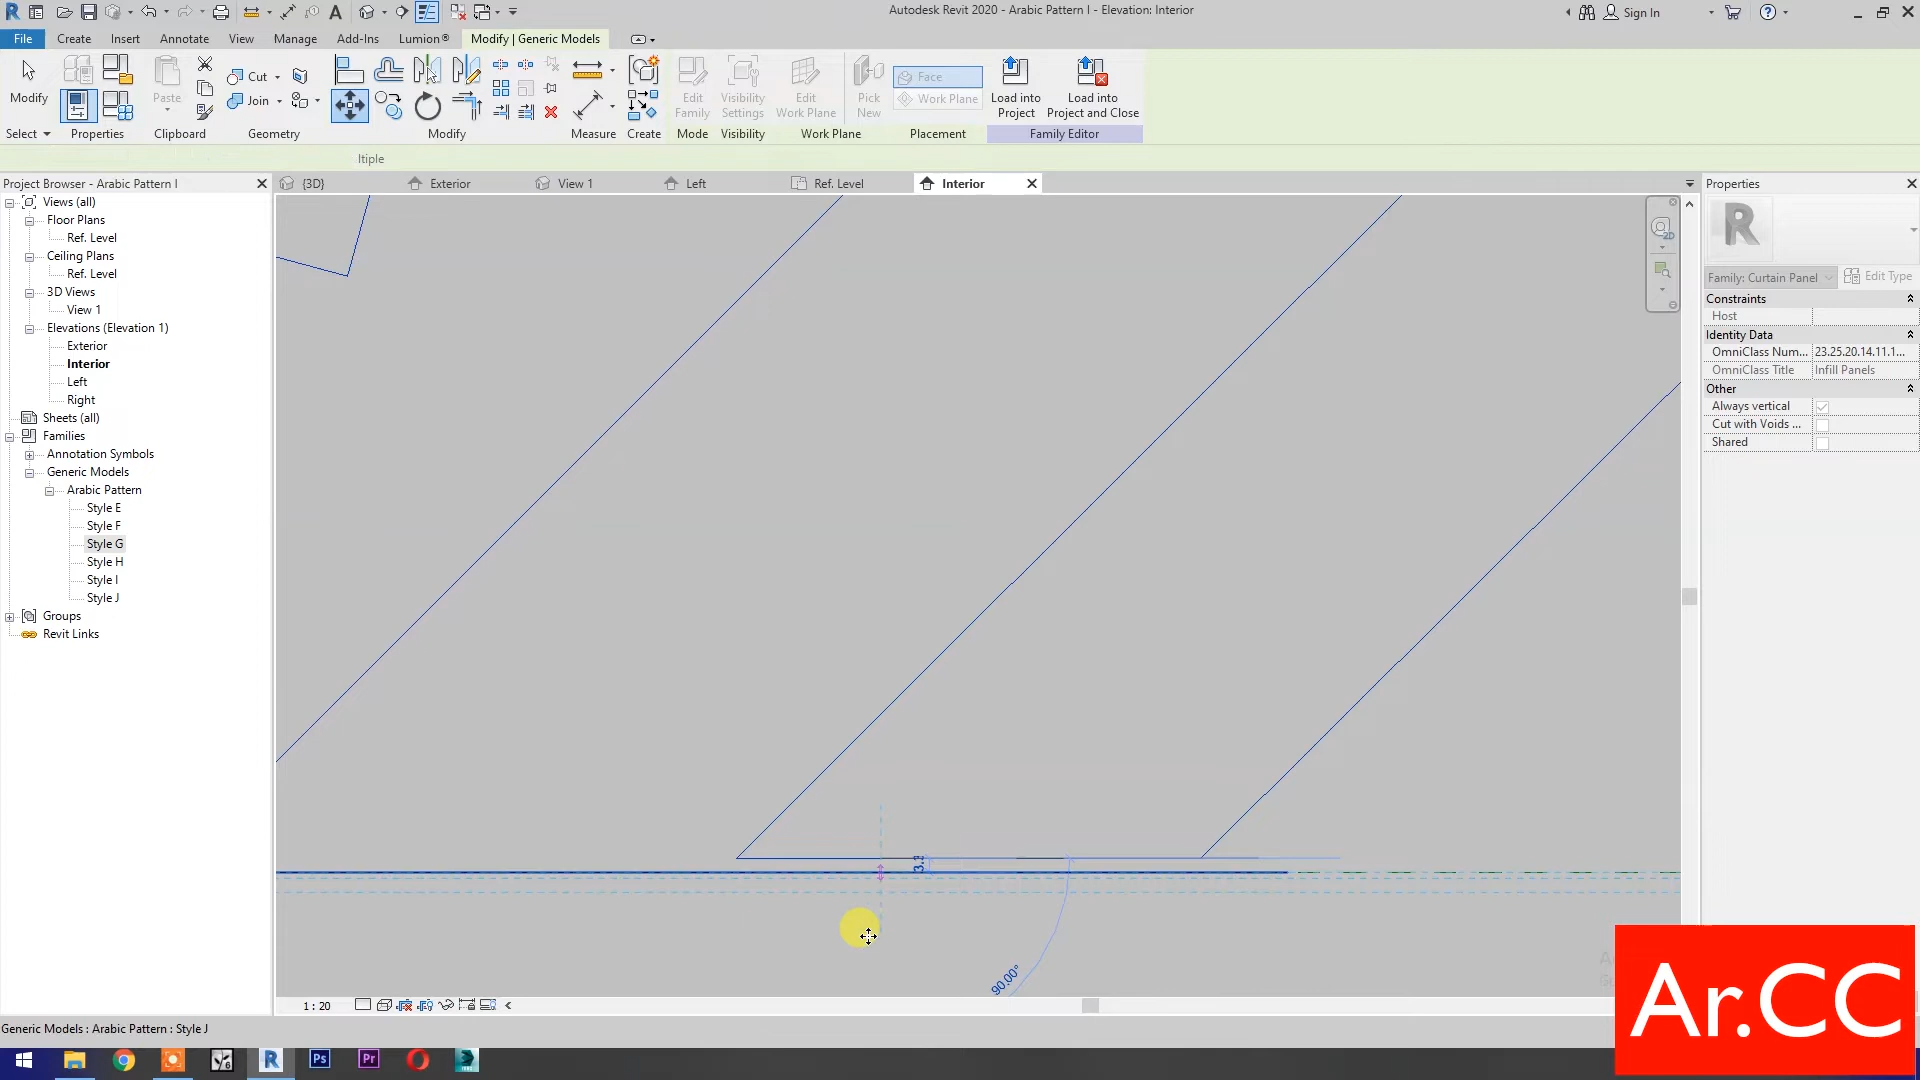 Autodesk Revit 2020 - Arabic Pattern I - Elevation: Interior
Sign In
File
Create
Insert
Annotate
View
Manage
Add-Ins
Lumion®
Modify | Generic Models
Modify
Paste
Cut
Join
Edit
Family
Visibility
Settings
Edit
Work Plane
Pick
New
Face
Work Plane
Load into
Project
Load into
Project and Close
Select
Properties
Clipboard
Geometry
Modify
Measure
Create
Mode
Visibility
Work Plane
Placement
Family Editor
ltiple
Project Browser - Arabic Pattern I
{3D}
Exterior
View 1
Left
Ref. Level
Interior
Properties
Views (all)
Floor Plans
Ref. Level
Ceiling Plans
Ref. Level
3D Views
View 1
Elevations (Elevation 1)
Exterior
Interior
Left
Right
Sheets (all)
Families
Annotation Symbols
Generic Models
Arabic Pattern
Style E
Style F
Style G
Style H
Style I
Style J
Groups
Revit Links
2D
90.00°
R
Family: Curtain Panel
Edit Type
Constraints
Host
Identity Data
OmniClass Num... 23.25.20.14.11.1...
OmniClass Title Infill Panels
Other
Always vertical
Cut with Voids ...
Shared
1 : 20
Generic Models : Arabic Pattern : Style J
Ar.CC
R
Ps
Pr